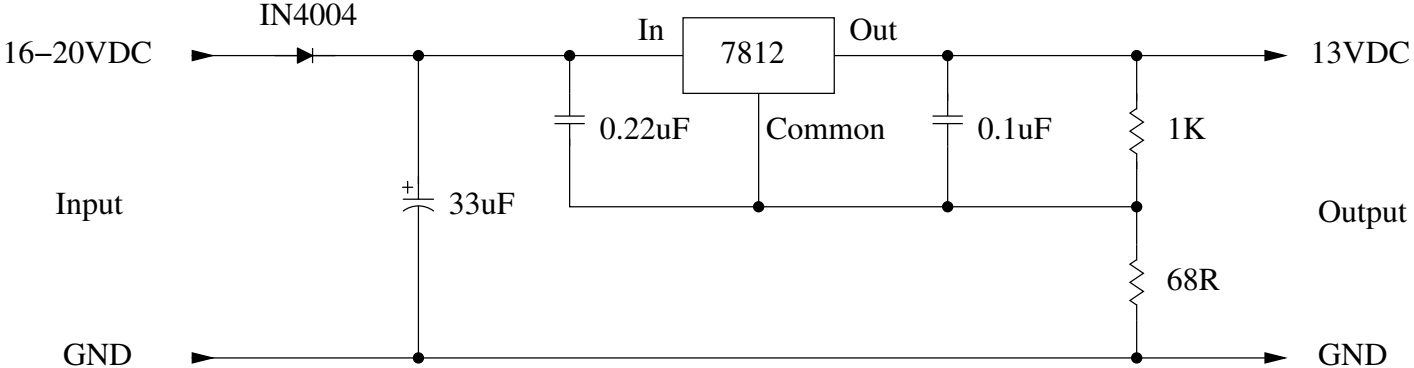 IN4004
16−20VDC
In
7812
Out
13VDC
0.22uF
Common
0.1uF
1K
Input
+
33uF
Output
68R
GND
GND